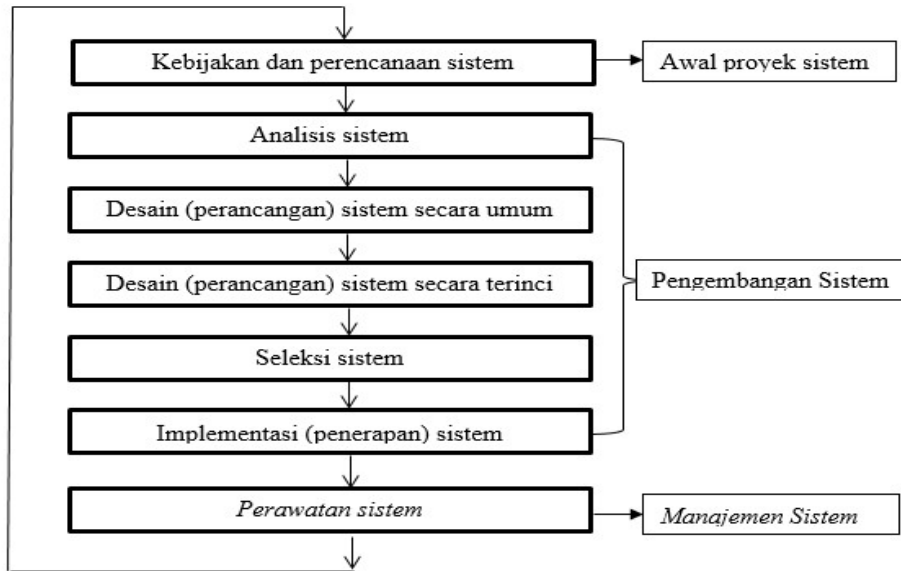 Kebijakan dan perencanaan sistem
Awal proyek sistem
Analisis sistem
Desain (perancangan) sistem secara umum
Desain (perancangan) sistem secara terinci
Pengembangan Sistem
Seleksi sistem
Implementasi (penerapan) sistem
Perawatan sistem
Manajemen Sistem